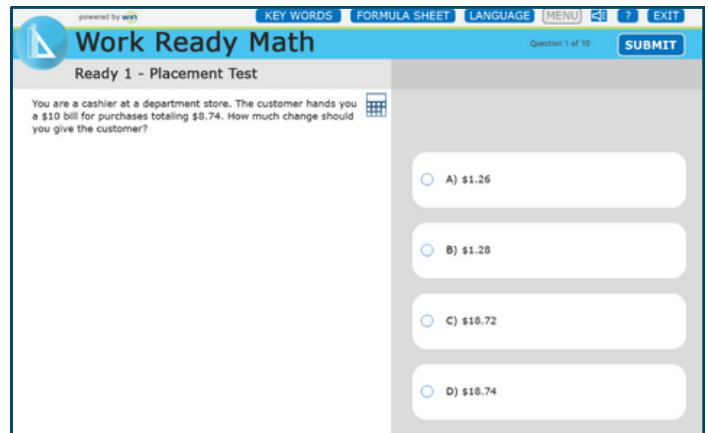 powered by win KEY WORDS FORMULA SHEET LANGUAGE MENU ? EXIT
Work Ready Math Question 1 of 10 SUBMIT
Ready 1 - Placement Test
You are a cashier at a department store. The customer hands you
a $10 bill for purchases totaling $8.74. How much change should
you give the customer?
A) $1.26
B) $1.28
C) $18.72
D) $18.74